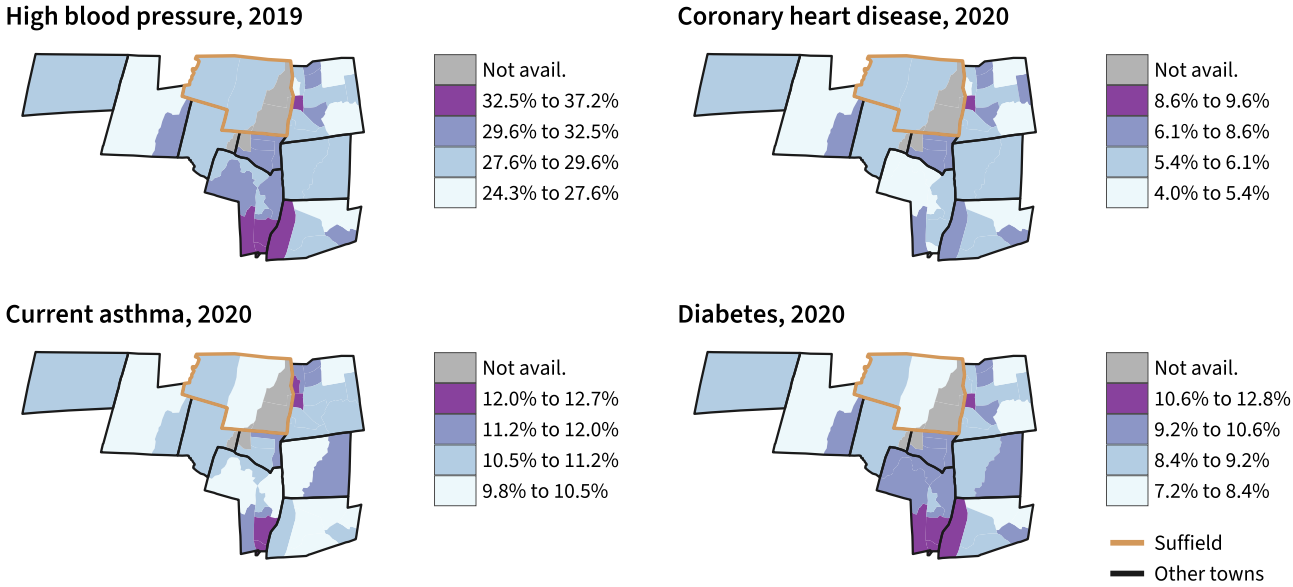 High blood pressure, 2019
Not avail.
32.5% to 37.2%
29.6% to 32.5%
27.6% to 29.6%
24.3% to 27.6%
Coronary heart disease, 2020
Not avail.
8.6% to 9.6%
6.1% to 8.6%
5.4% to 6.1%
4.0% to 5.4%
Current asthma, 2020
Not avail.
12.0% to 12.7%
11.2% to 12.0%
10.5% to 11.2%
9.8% to 10.5%
Diabetes, 2020
Not avail.
10.6% to 12.8%
9.2% to 10.6%
8.4% to 9.2%
7.2% to 8.4%
Suffield
Other towns